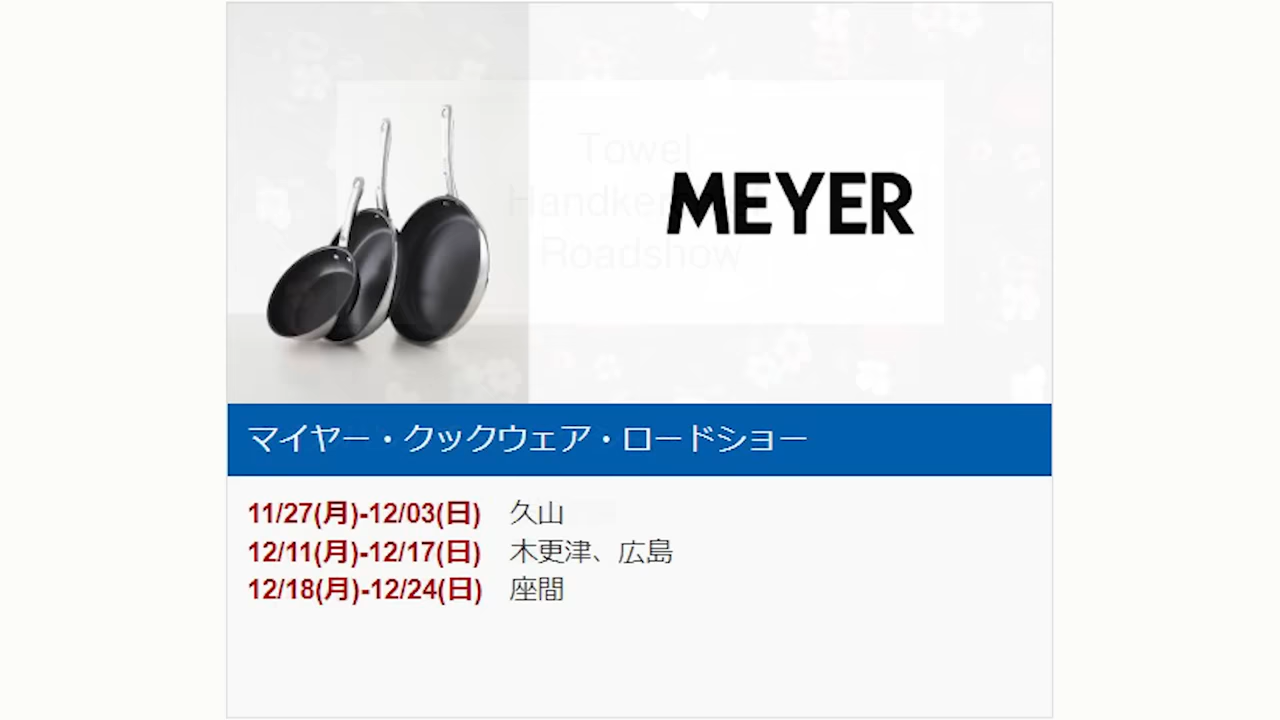 Towel
MEYER
Roadshow
マイヤー・クックウェア・ロードショー
11/27(月)-12/03(日) 久山
12/11(月)-12/17(日) 木更津、広島
12/18(月)-12/24(日) 座間